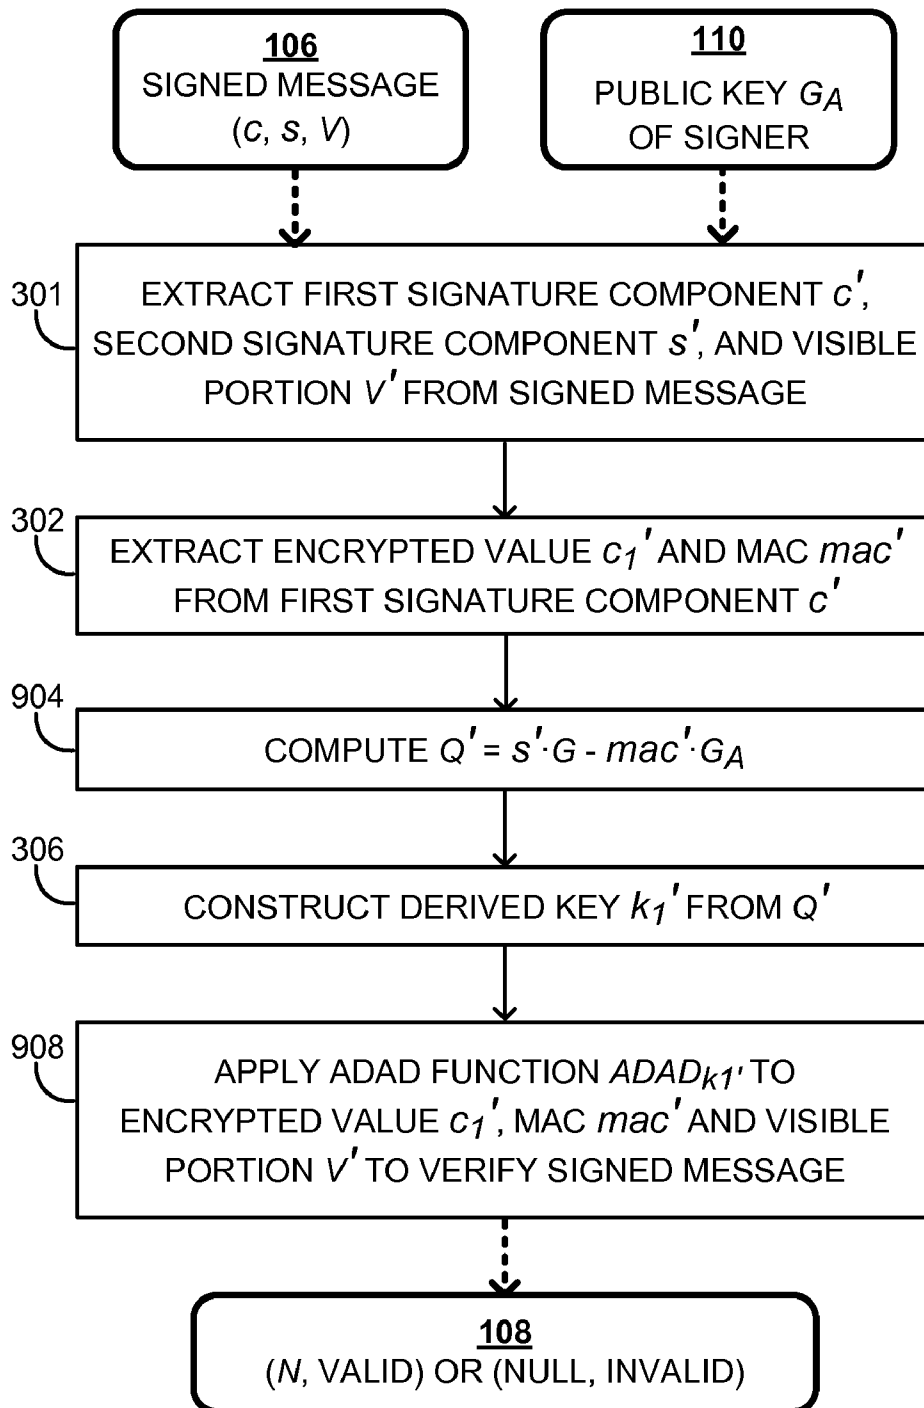 106
SIGNED MESSAGE
(c, s, V)
110
PUBLIC KEY G_A
OF SIGNER
301
EXTRACT FIRST SIGNATURE COMPONENT c',
SECOND SIGNATURE COMPONENT s', AND VISIBLE
PORTION V' FROM SIGNED MESSAGE
302
EXTRACT ENCRYPTED VALUE c₁' AND MAC mac'
FROM FIRST SIGNATURE COMPONENT c'
904
COMPUTE Q' = s'·G - mac'·G_A
306
CONSTRUCT DERIVED KEY k₁' FROM Q'
908
APPLY ADAD FUNCTION ADAD_k1' TO
ENCRYPTED VALUE c₁', MAC mac' AND VISIBLE
PORTION V' TO VERIFY SIGNED MESSAGE
108
(N, VALID) OR (NULL, INVALID)